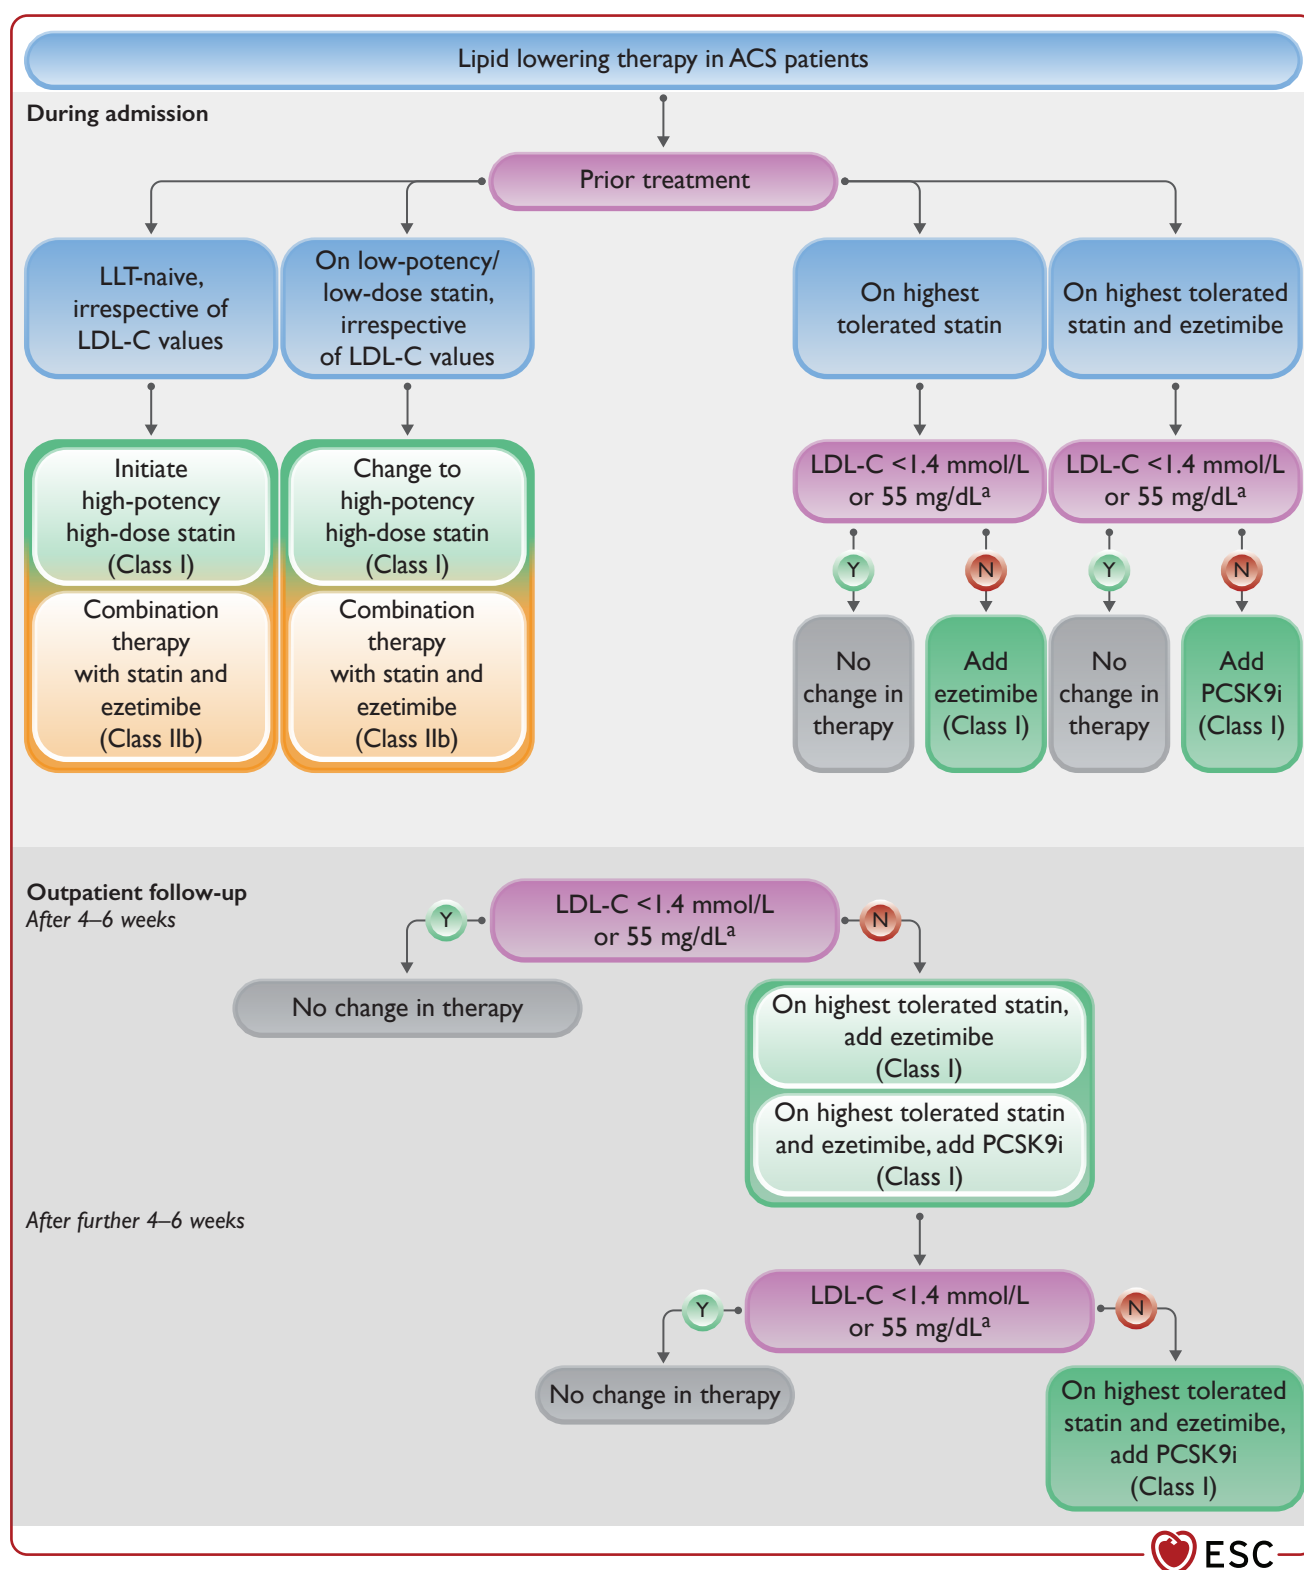 Lipid lowering therapy in ACS patients
During admission
Prior treatment
LLT-naive,
irrespective of
LDL-C values
On low-potency/
low-dose statin,
irrespective
of LDL-C values
On highest
tolerated statin
On highest tolerated
statin and ezetimibe
Initiate
high-potency
high-dose statin
(Class I)
Combination
therapy
with statin and
ezetimibe
(Class IIb)
Change to
high-potency
high-dose statin
(Class I)
Combination
therapy
with statin and
ezetimibe
(Class IIb)
LDL-C <1.4 mmol/L
or 55 mg/dLª
Y
N
No
change in
therapy
Add
ezetimibe
(Class I)
LDL-C <1.4 mmol/L
or 55 mg/dLª
Y
N
No
change in
therapy
Add
PCSK9i
(Class I)
Outpatient follow-up
After 4–6 weeks
LDL-C <1.4 mmol/L
or 55 mg/dLª
Y
N
No change in therapy
On highest tolerated statin,
add ezetimibe
(Class I)
On highest tolerated statin
and ezetimibe, add PCSK9i
(Class I)
After further 4–6 weeks
LDL-C <1.4 mmol/L
or 55 mg/dLª
Y
N
No change in therapy
On highest tolerated
statin and ezetimibe,
add PCSK9i
(Class I)
ESC